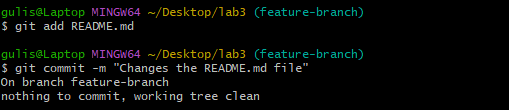 gulis@Laptop MINGW64 ~/Desktop/lab3 (feature-branch)
$ git add README.md
gulis@Laptop MINGW64 ~/Desktop/lab3 (feature-branch)
$ git commit -m "Changes the README.md file"
On branch feature-branch
nothing to commit, working tree clean